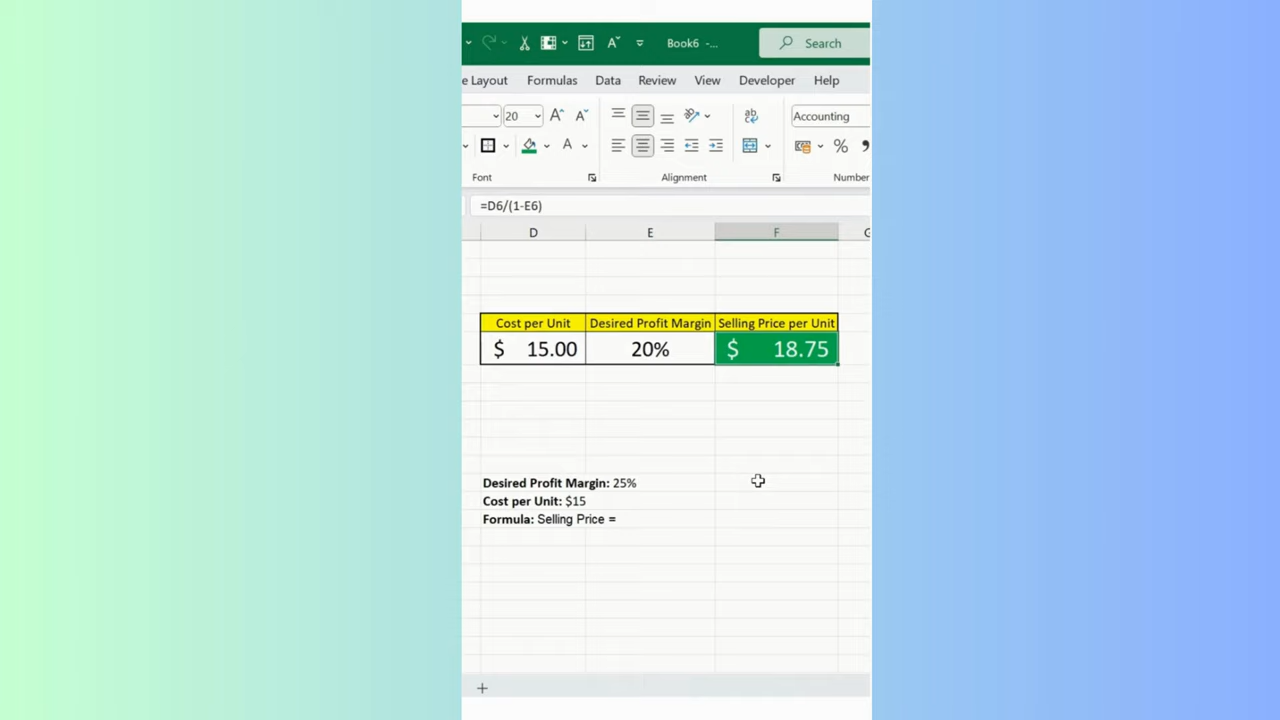 Book6 -...
Search
e Layout Formulas Data Review View Developer Help
20 A A ab Accounting
A % ,
Font Alignment Number
=D6/(1-E6)
D E F G
Cost per Unit Desired Profit Margin Selling Price per Unit
$ 15.00 20% $ 18.75
Desired Profit Margin: 25%
Cost per Unit: $15
Formula: Selling Price =